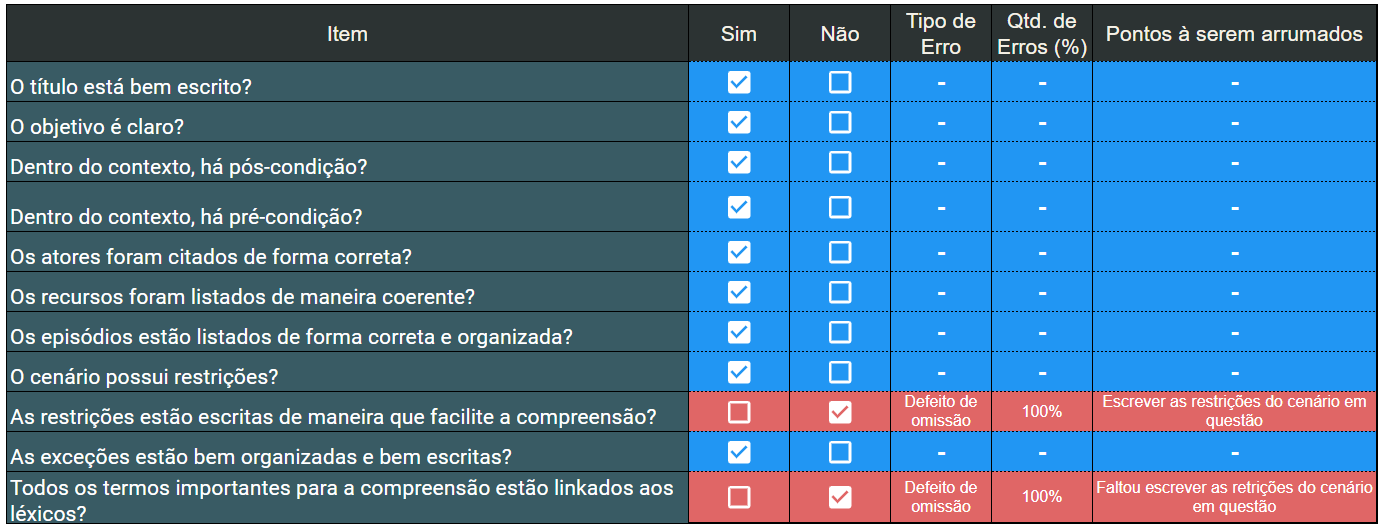 Item Sim Não Tipo de Erro Qtd. de Erros (%) Pontos à serem arrumados
O título está bem escrito? - - -
O objetivo é claro? - - -
Dentro do contexto, há pós-condição? - - -
Dentro do contexto, há pré-condição? - - -
Os atores foram citados de forma correta? - - -
Os recursos foram listados de maneira coerente? - - -
Os episódios estão listados de forma correta e organizada? - - -
O cenário possui restrições? - - -
As restrições estão escritas de maneira que facilite a compreensão? Defeito de omissão 100% Escrever as restrições do cenário em questão
As exceções estão bem organizadas e bem escritas? - - -
Todos os termos importantes para a compreensão estão linkados aos léxicos? Defeito de omissão 100% Faltou escrever as retrições do cenário em questão